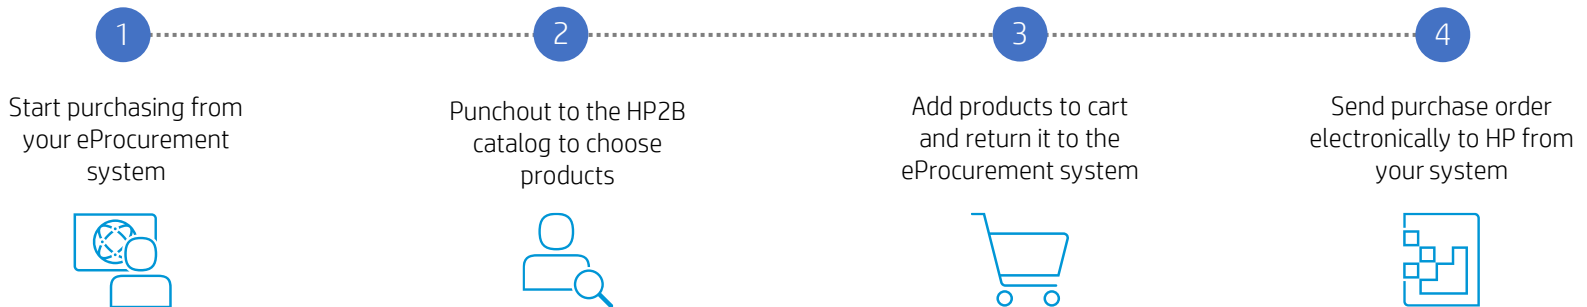 1
Start purchasing from
your eProcurement
system
2
Punchout to the HP2B
catalog to choose
products
3
Add products to cart
and return it to the
eProcurement system
4
Send purchase order
electronically to HP from
your system